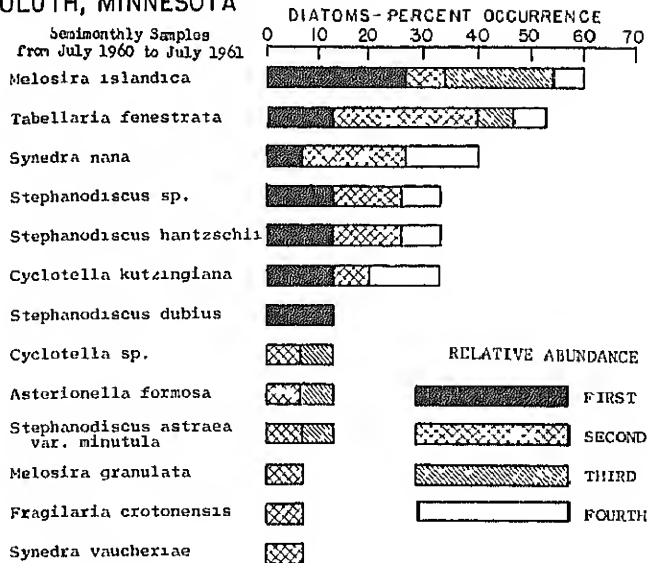 ULUTH, MINNESOTA
Semimonthly Samples
from July 1960 to July 1961
DIATOMS-PERCENT OCCURRENCE
0 10 20 30 40 50 60 70
Melosira islandica
Tabellaria fenestrata
Synedra nana
Stephanodiscus sp.
Stephanodiscus hantzschii
Cyclotella kutzingiana
Stephanodiscus dubius
Cyclotella sp.
Asterionella formosa
Stephanodiscus astraea
var. minutula
Melosira granulata
Fragilaria crotonensis
Synedra vaucheriae
RELATIVE ABUNDANCE
FIRST
SECOND
THIRD
FOURTH